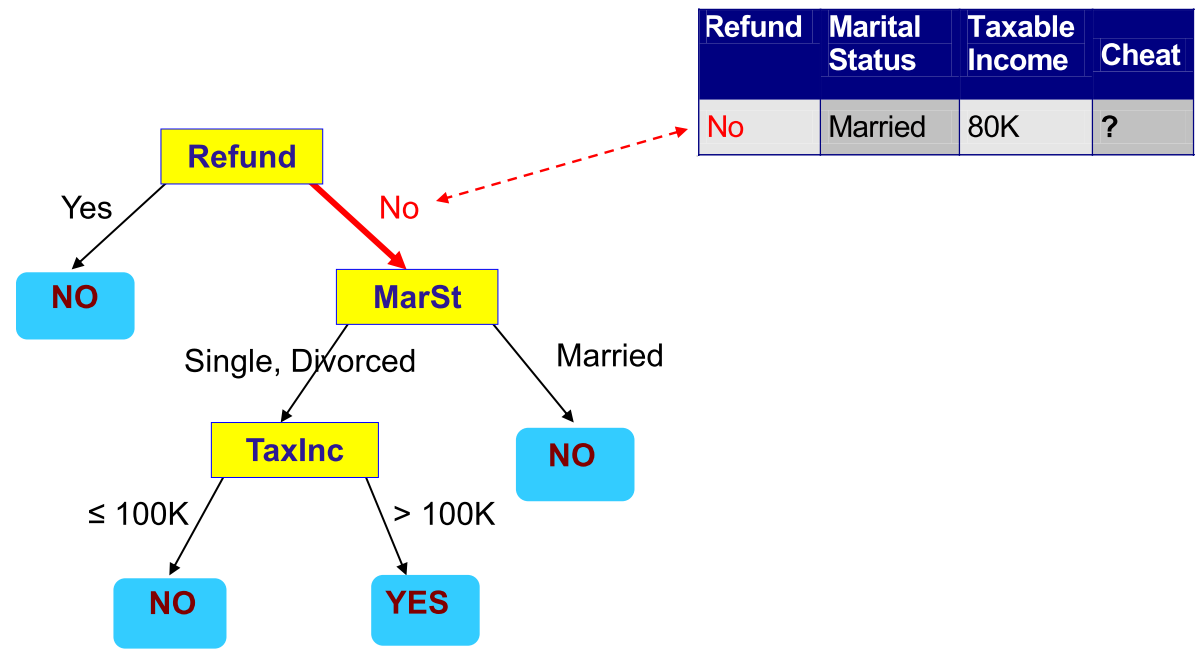 Refund Marital Status Taxable Income Cheat
No Married 80K ?
Refund
Yes
No
NO
MarSt
Single, Divorced
Married
TaxInc
NO
≤ 100K
> 100K
NO
YES